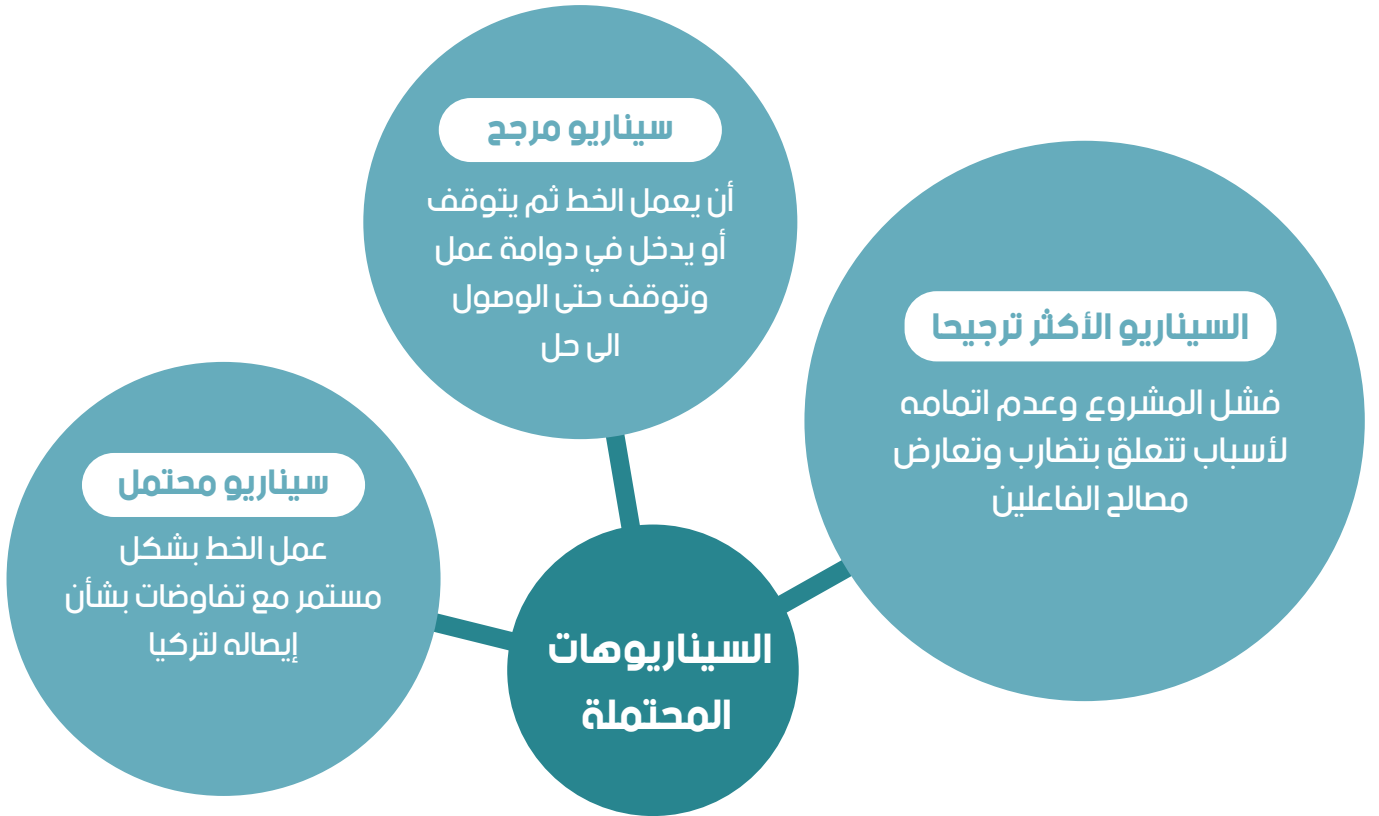 السيناريوهات
المحتملة
السيناريو الأكثر ترجيحا
فشل المشروع وعدم اتمامه
لأسباب تتعلق بتضارب وتعارض
مصالح الفاعلين
سيناريو مرجح
أن يعمل الخط ثم يتوقف
أو يدخل في دوامة عمل
وتوقف حتى الوصول
الى حل
سيناريو محتمل
عمل الخط بشكل
مستمر مع تفاوضات بشأن
إيصاله لتركيا